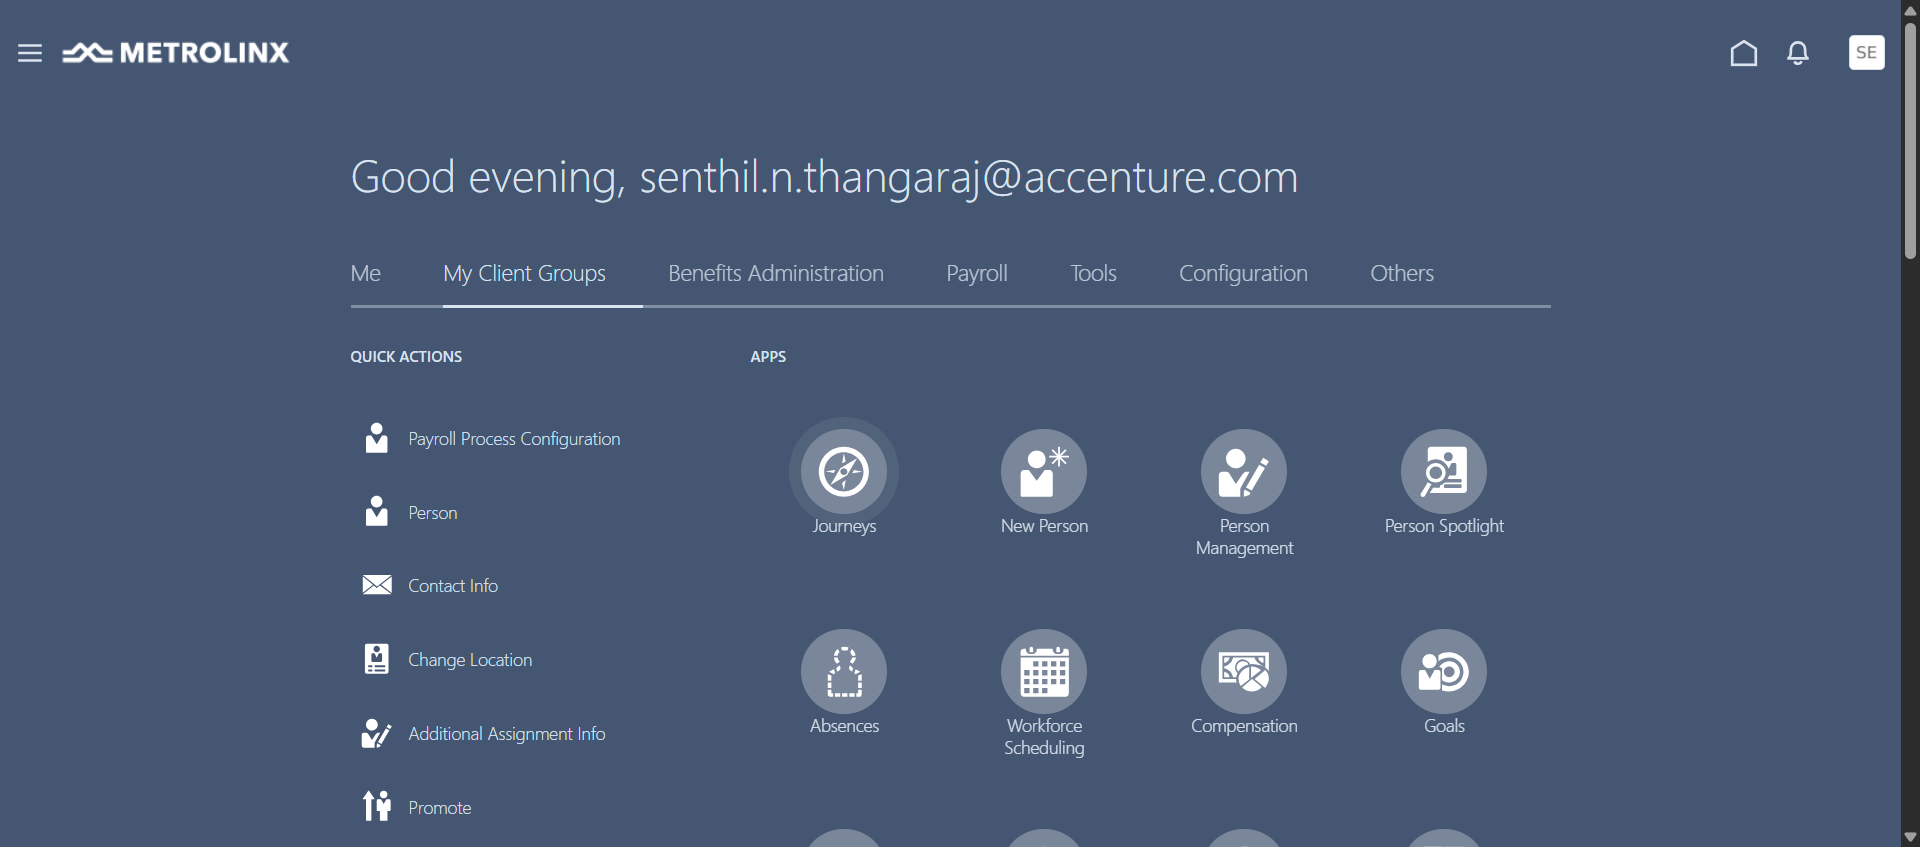 METROLINX
SE
Good evening, senthil.n.thangaraj@accenture.com
Me
My Client Groups
Benefits Administration
Payroll
Tools
Configuration
Others
QUICK ACTIONS
Payroll Process Configuration
Person
Contact Info
Change Location
Additional Assignment Info
Promote
APPS
Journeys
New Person
Person
Management
Person Spotlight
Absences
Workforce
Scheduling
Compensation
Goals